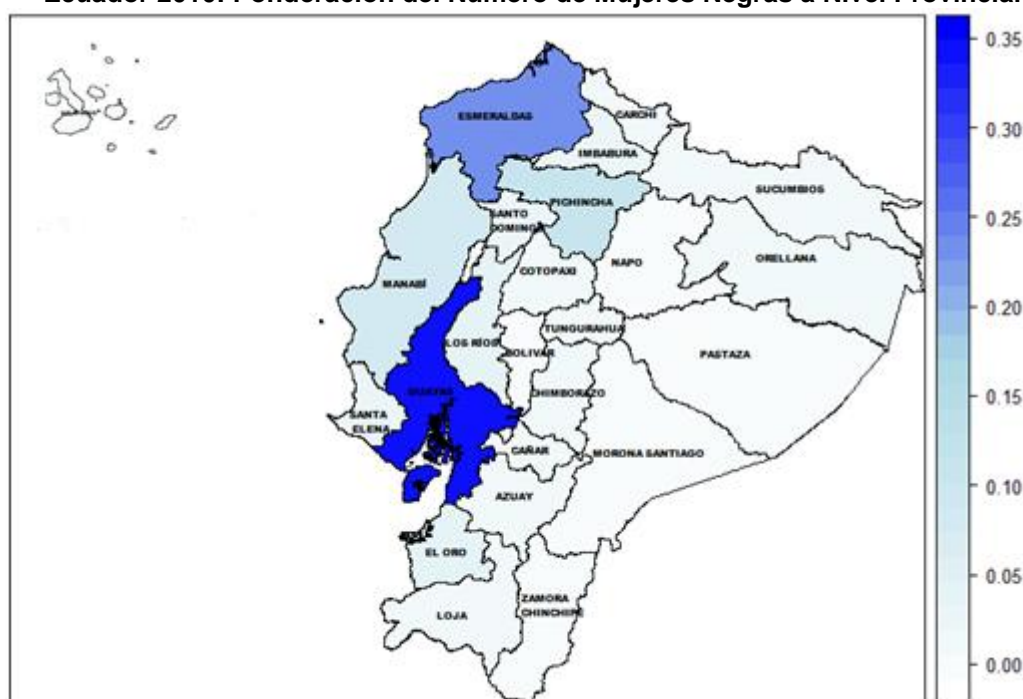 Ecuador 2010: Ponderación del Número de Mujeres Negras a Nivel Provincial
ESMERALDAS
CARCHI
IMBABURA
SUCUMBIOS
PICHINCHA
SANTO
DOMINGO
ORELLANA
NAPO
COTOPAXI
MANABÍ
TUNGURAHUA
LOS RÍOS
BOLIVAR
PASTAZA
CHIMBORAZO
GUAYAS
SANTA
ELENA
CAÑAR
MORONA SANTIAGO
AZUAY
EL ORO
ZAMORA
CHINCHIPE
LOJA
0.35
0.30
0.25
0.20
0.15
0.10
0.05
0.00